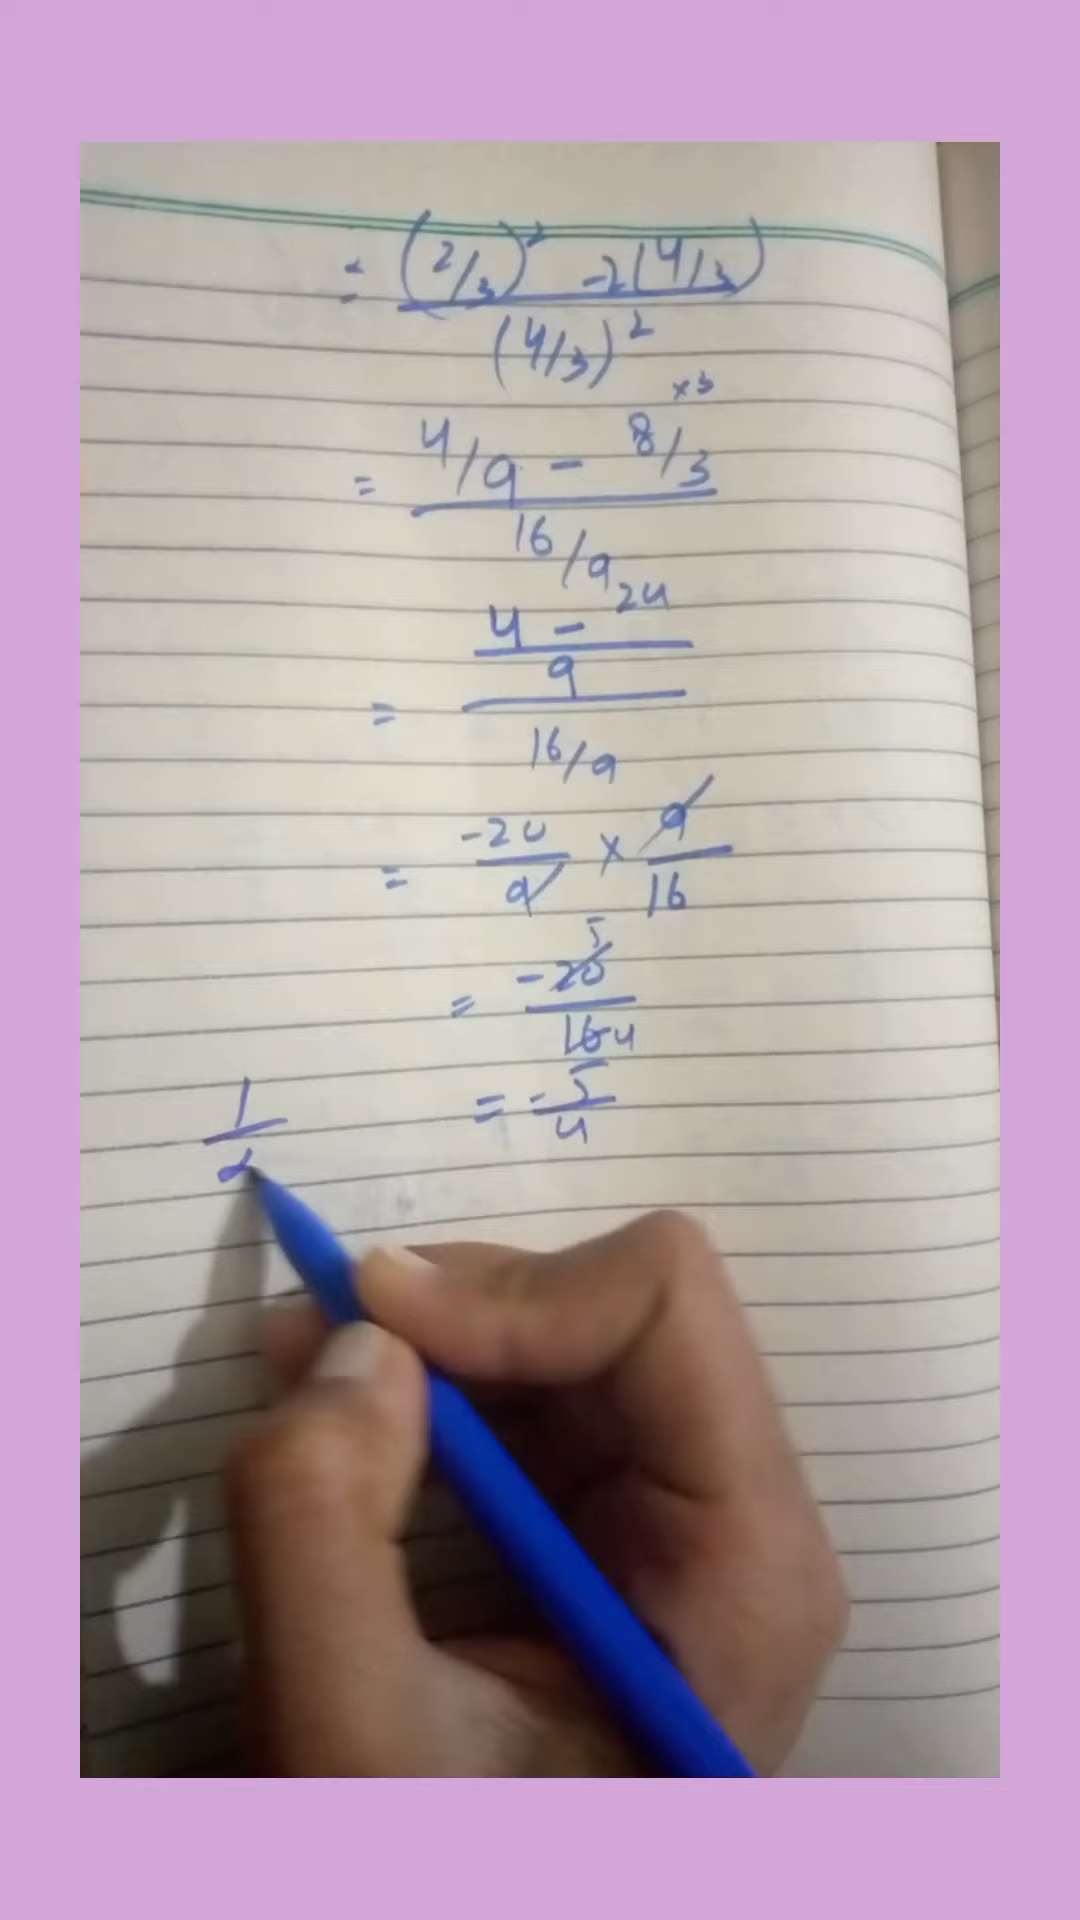 = (2/3)² -2(4/3)
(4/3)²
×3
= 4/9 - 8/3
16/9
4 - 24
9
=
16/9
= -20/9 × 9/16
5
= -20/16 4
= -5/4
1/α